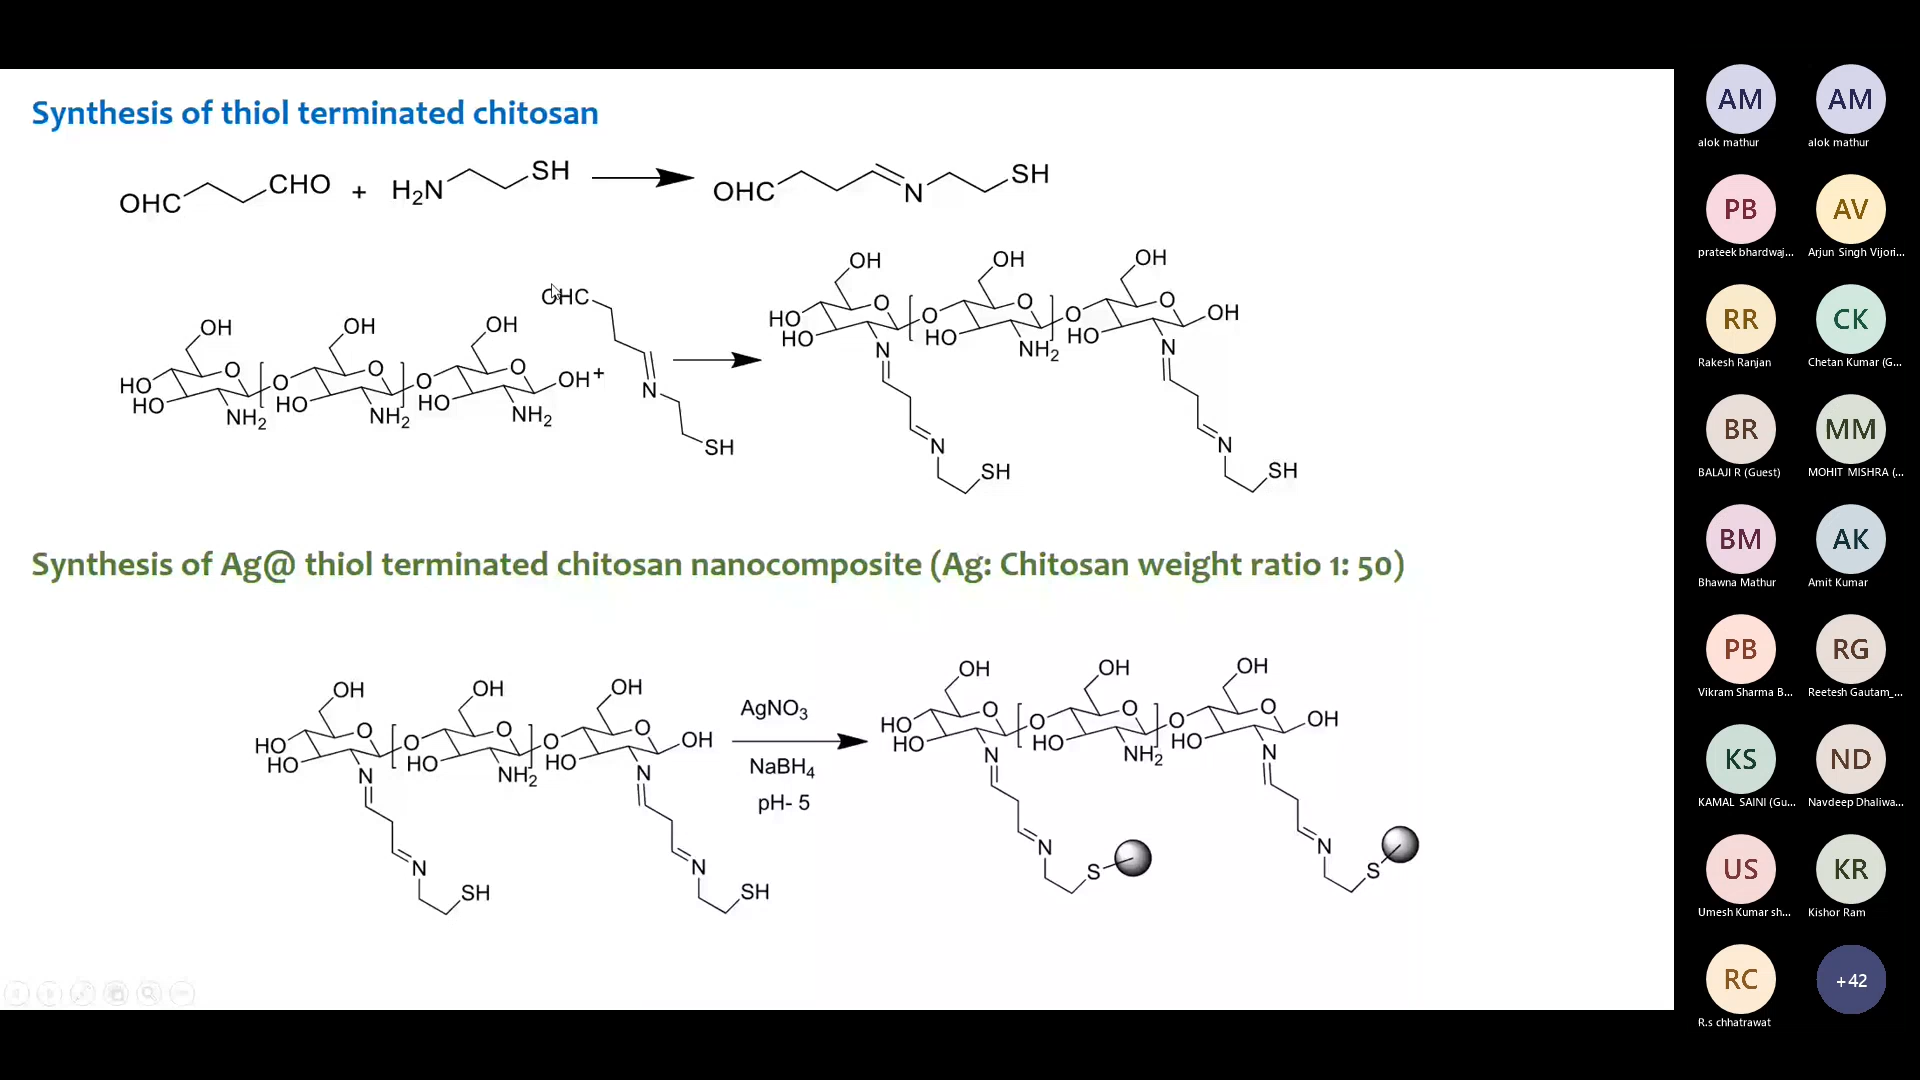 Synthesis of thiol terminated chitosan
OHC CHO + H2N SH OHC N SH
OHC
OH OH OH
HO HO O NH2 O HO O NH2 O HO O NH2 OH +
N SH
OH OH OH
HO HO O N O HO O NH2 O HO O N OH
N SH N SH
Synthesis of Ag@ thiol terminated chitosan nanocomposite (Ag: Chitosan weight ratio 1: 50)
OH OH OH
HO HO O N O HO O NH2 O HO O N OH
N SH N SH
AgNO3
NaBH4
pH- 5
OH OH OH
HO HO O N O HO O NH2 O HO O N OH
N S N S
AM AM
alok mathur alok mathur
PB AV
prateek bhardwaj... Arjun Singh Vijori...
RR CK
Rakesh Ranjan Chetan Kumar (G...
BR MM
BALAJI R (Guest) MOHIT MISHRA (...
BM AK
Bhawna Mathur Amit Kumar
PB RG
Vikram Sharma B... Reetesh Gautam_...
KS ND
KAMAL SAINI (Gu... Navdeep Dhaliwa...
US KR
Umesh Kumar sh... Kishor Ram
RC +42
R.s chhatrawat